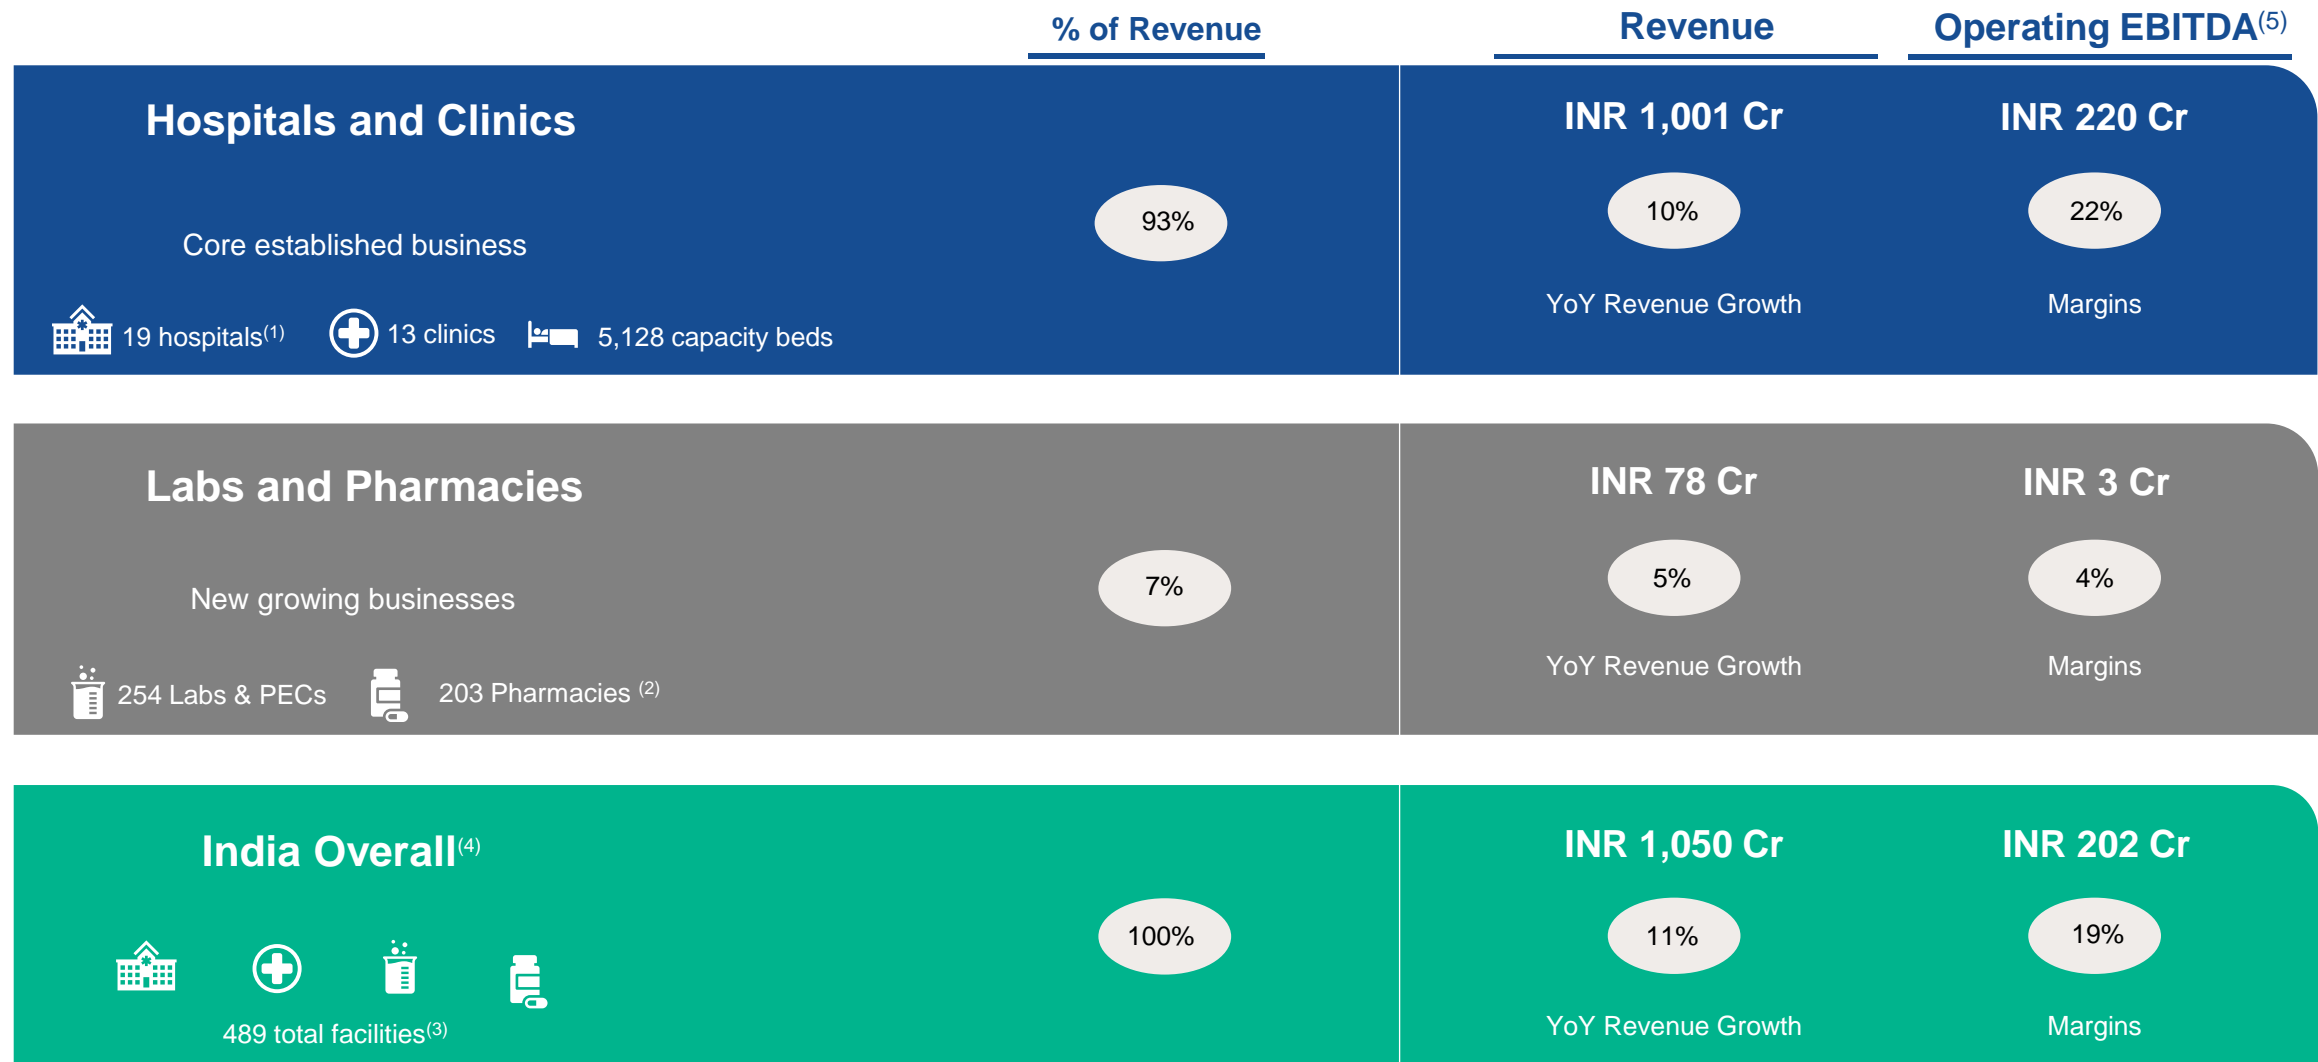 % of Revenue
Revenue
Operating EBITDA(5)
Hospitals and Clinics
Core established business
19 hospitals(1)
13 clinics
5,128 capacity beds
93%
INR 1,001 Cr
10%
YoY Revenue Growth
INR 220 Cr
22%
Margins
Labs and Pharmacies
New growing businesses
254 Labs & PECs
203 Pharmacies (2)
7%
INR 78 Cr
5%
YoY Revenue Growth
INR 3 Cr
4%
Margins
India Overall(4)
489 total facilities(3)
100%
INR 1,050 Cr
11%
YoY Revenue Growth
INR 202 Cr
19%
Margins